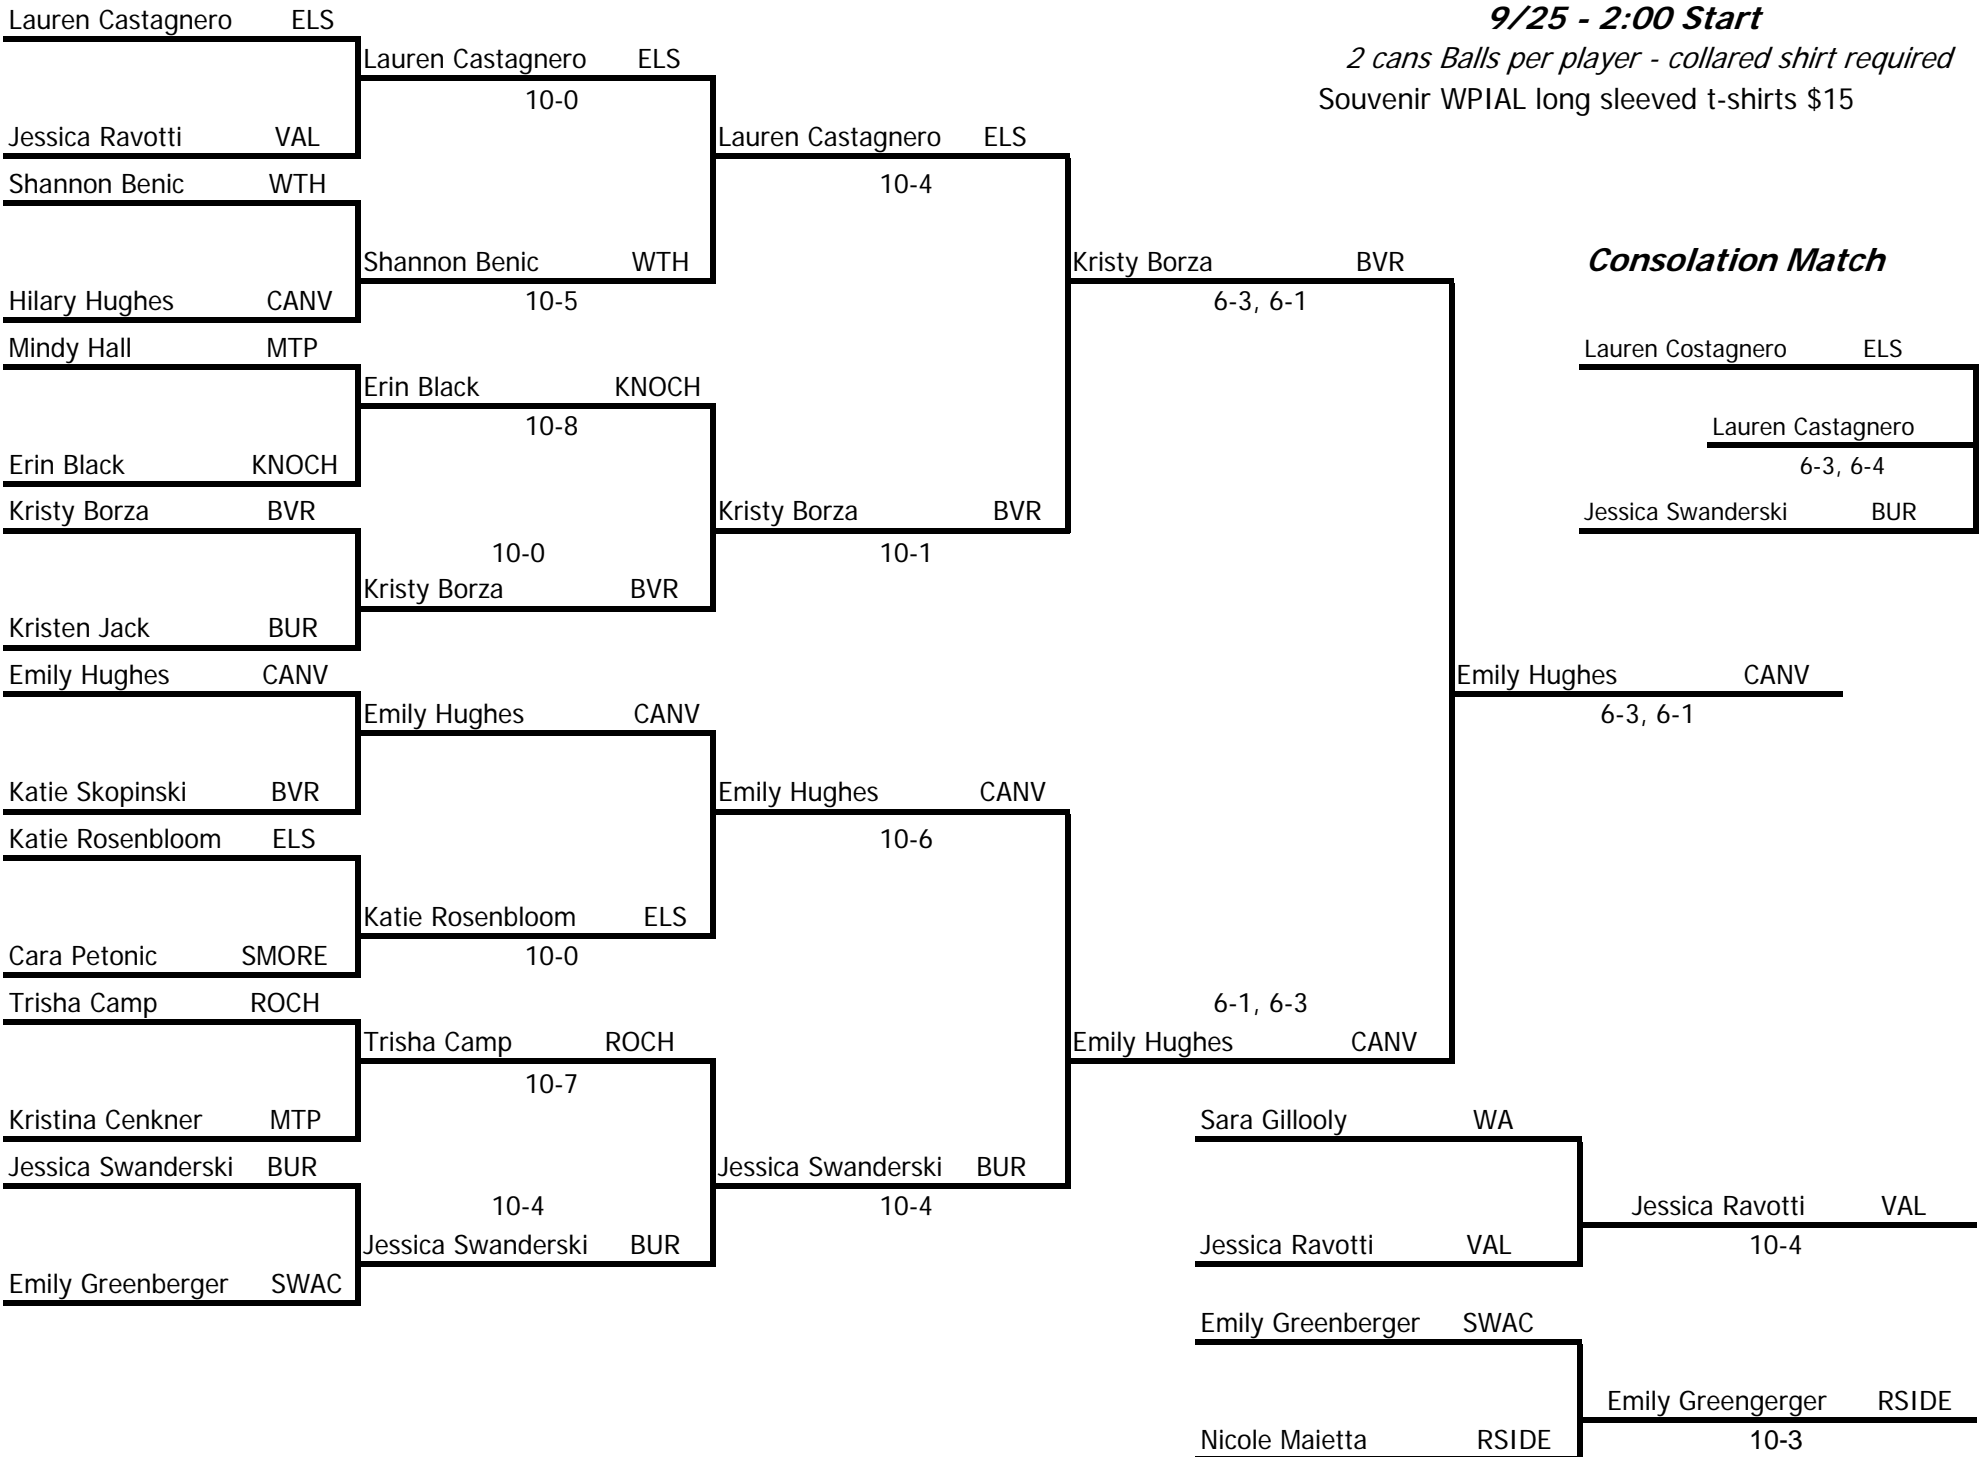 9/25 - 2:00 Start
2 cans Balls per player - collared shirt required
Souvenir WPIAL long sleeved t-shirts $15
Lauren Castagnero ELS
Jessica Ravotti VAL
Shannon Benic WTH
Hilary Hughes CANV
Mindy Hall MTP
Erin Black KNOCH
Kristy Borza BVR
Kristen Jack BUR
Emily Hughes CANV
Katie Skopinski BVR
Katie Rosenbloom ELS
Cara Petonic SMORE
Trisha Camp ROCH
Kristina Cenkner MTP
Jessica Swanderski BUR
Emily Greenberger SWAC
Lauren Castagnero ELS
10-0
Shannon Benic WTH
10-5
Erin Black KNOCH
10-8
10-0
Kristy Borza BVR
Emily Hughes CANV
Katie Rosenbloom ELS
10-0
Trisha Camp ROCH
10-7
10-4
Jessica Swanderski BUR
Lauren Castagnero ELS
10-4
Kristy Borza BVR
10-1
Emily Hughes CANV
10-6
Jessica Swanderski BUR
10-4
Kristy Borza BVR
6-3, 6-1
6-1, 6-3
Emily Hughes CANV
Emily Hughes CANV
6-3, 6-1
Consolation Match
Lauren Costagnero ELS
Lauren Castagnero
6-3, 6-4
Jessica Swanderski BUR
Sara Gillooly WA
Jessica Ravotti VAL
Jessica Ravotti VAL
10-4
Emily Greenberger SWAC
Nicole Maietta RSIDE
Emily Greengerger RSIDE
10-3